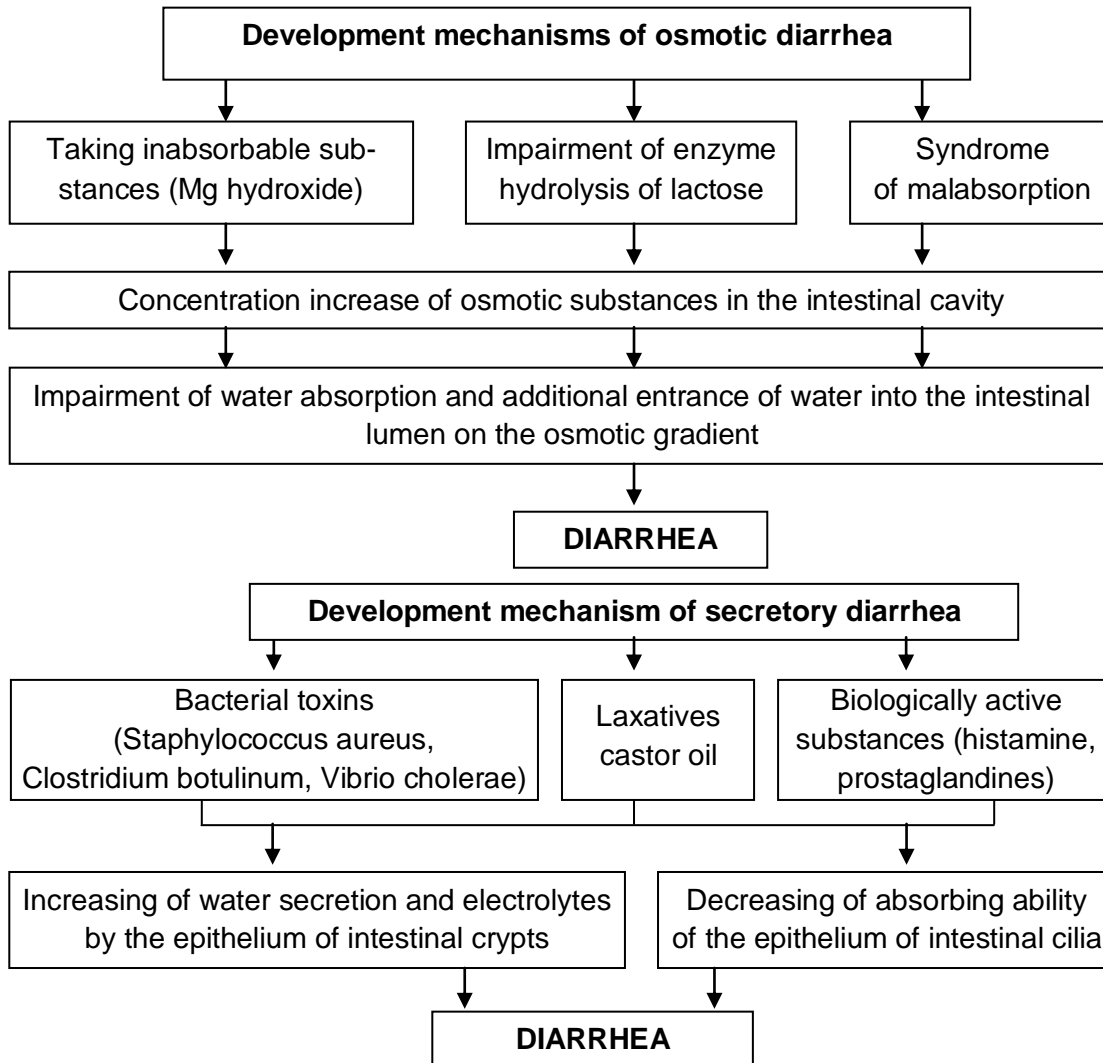 Development mechanisms of osmotic diarrhea
Taking inabsorbable sub-
stances (Mg hydroxide)
Impairment of enzyme
hydrolysis of lactose
Syndrome
of malabsorption
Concentration increase of osmotic substances in the intestinal cavity
Impairment of water absorption and additional entrance of water into the intestinal
lumen on the osmotic gradient
DIARRHEA
Development mechanism of secretory diarrhea
Bacterial toxins
(Staphylococcus aureus,
Clostridium botulinum, Vibrio cholerae)
Laxatives
castor oil
Biologically active
substances (histamine,
prostaglandines)
Increasing of water secretion and electrolytes
by the epithelium of intestinal crypts
Decreasing of absorbing ability
of the epithelium of intestinal cilia
DIARRHEA